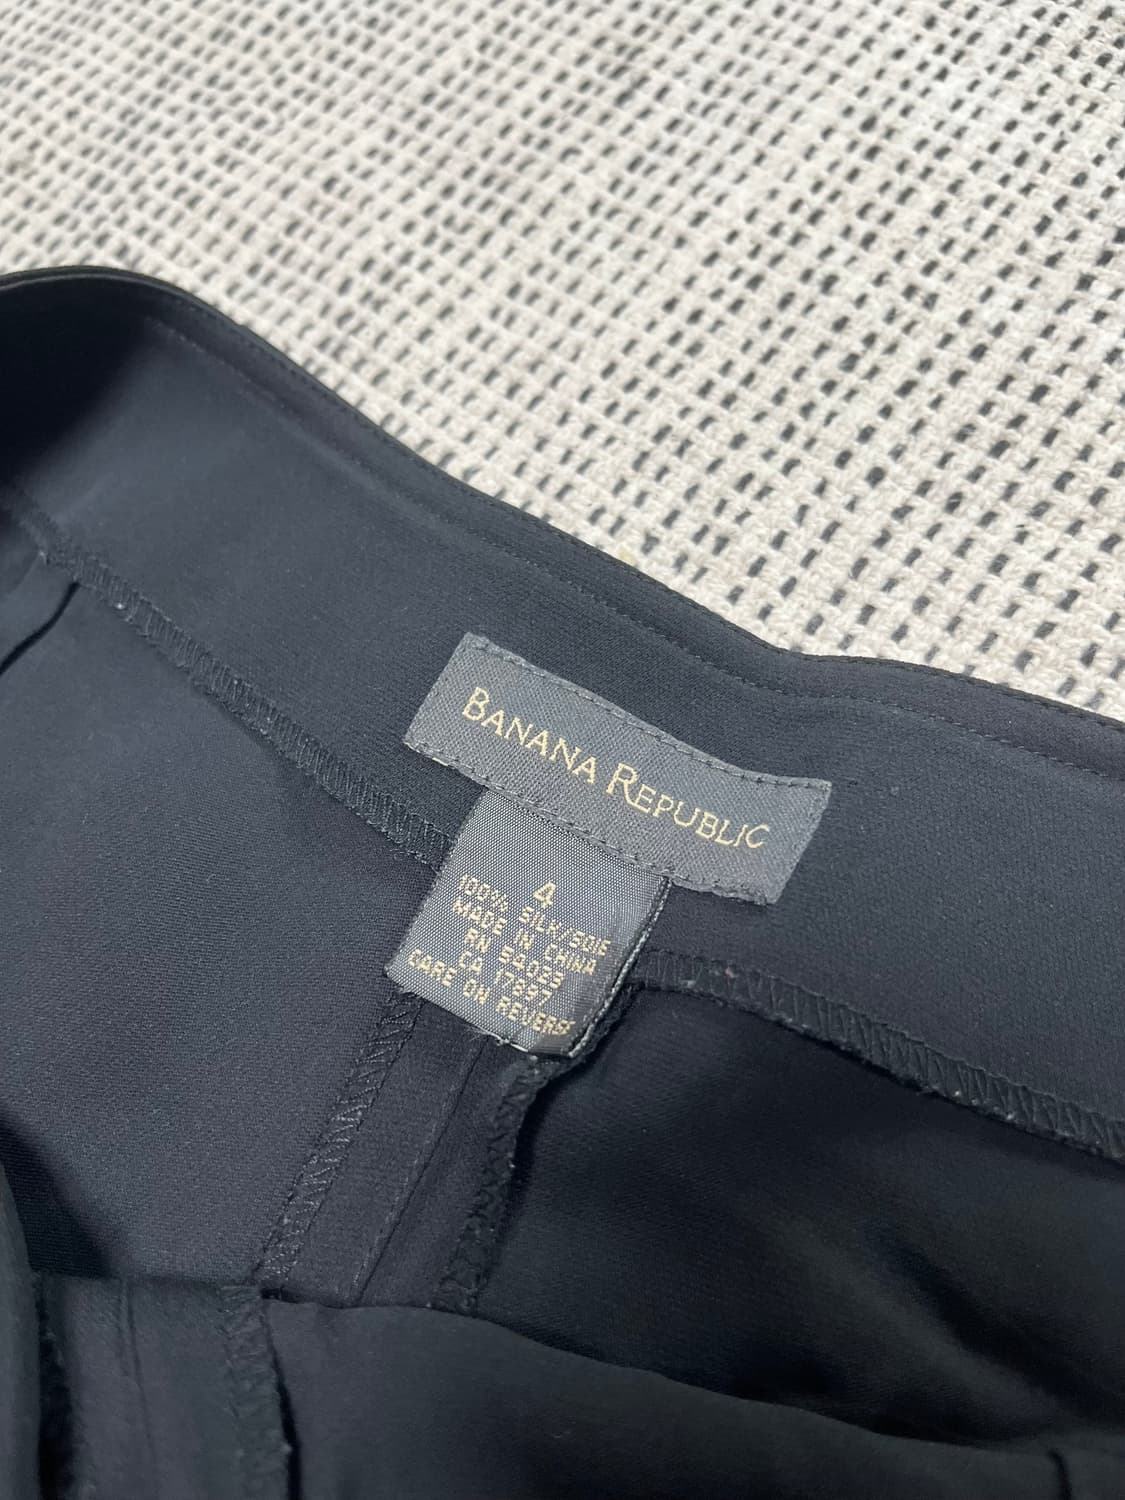 BANANA REPUBLIC
4
100% SILK/SOIE
MADE IN CHINA
RN 54023
CA 17897
CARE ON REVERSE